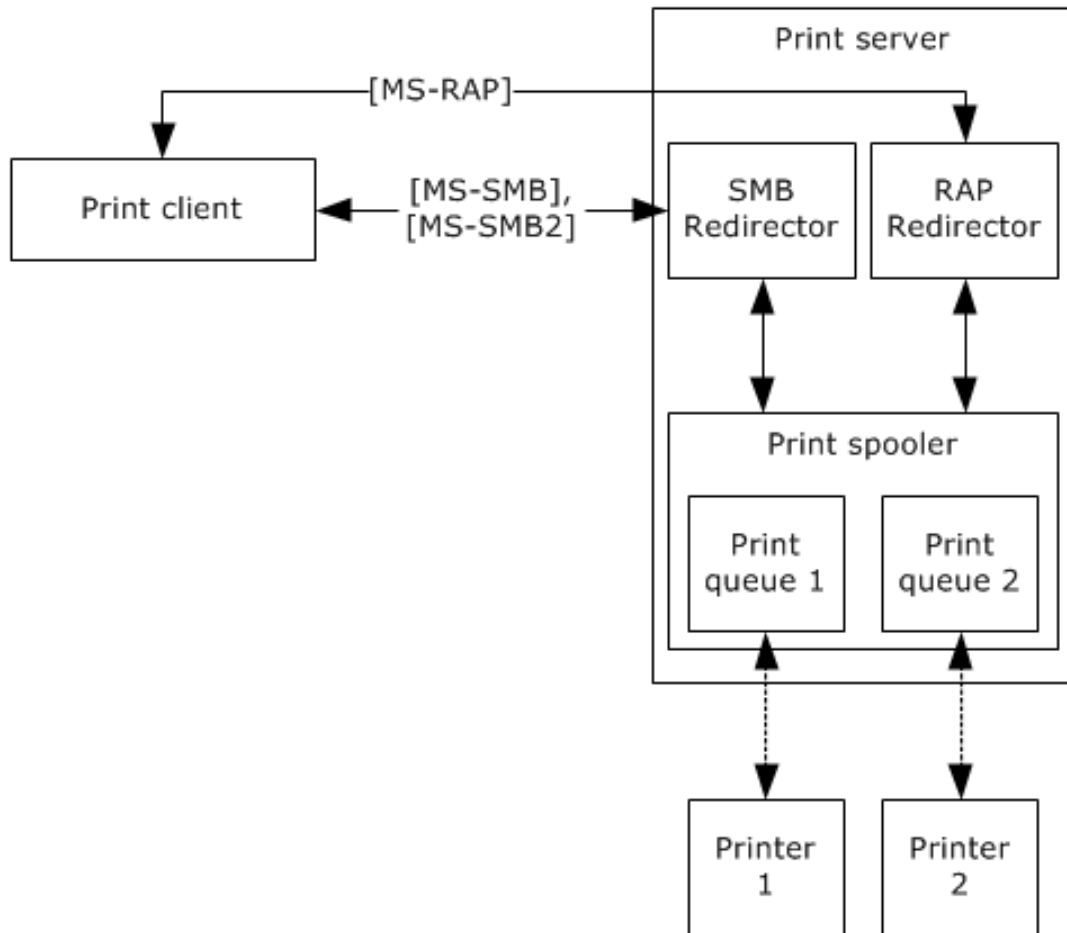 Print server
[MS-RAP]
Print client
[MS-SMB],
[MS-SMB2]
SMB
Redirector
RAP
Redirector
Print spooler
Print
queue 1
Print
queue 2
Printer
1
Printer
2